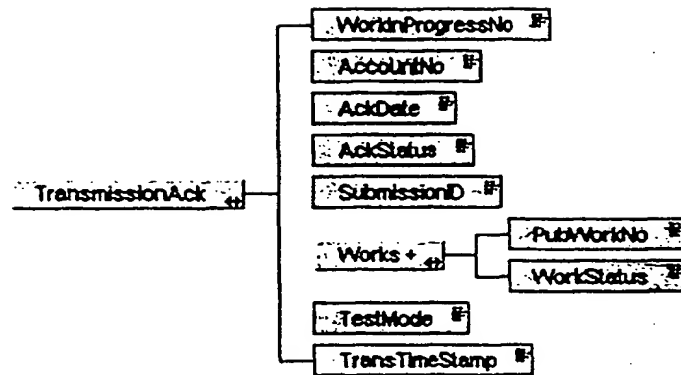 WorkInProgressNo
AccountNo
AckDate
AckStatus
TransmissionAck
SubmissionID
Works +
PubWorkNo
WorkStatus
TestMode
TransTimeStamp